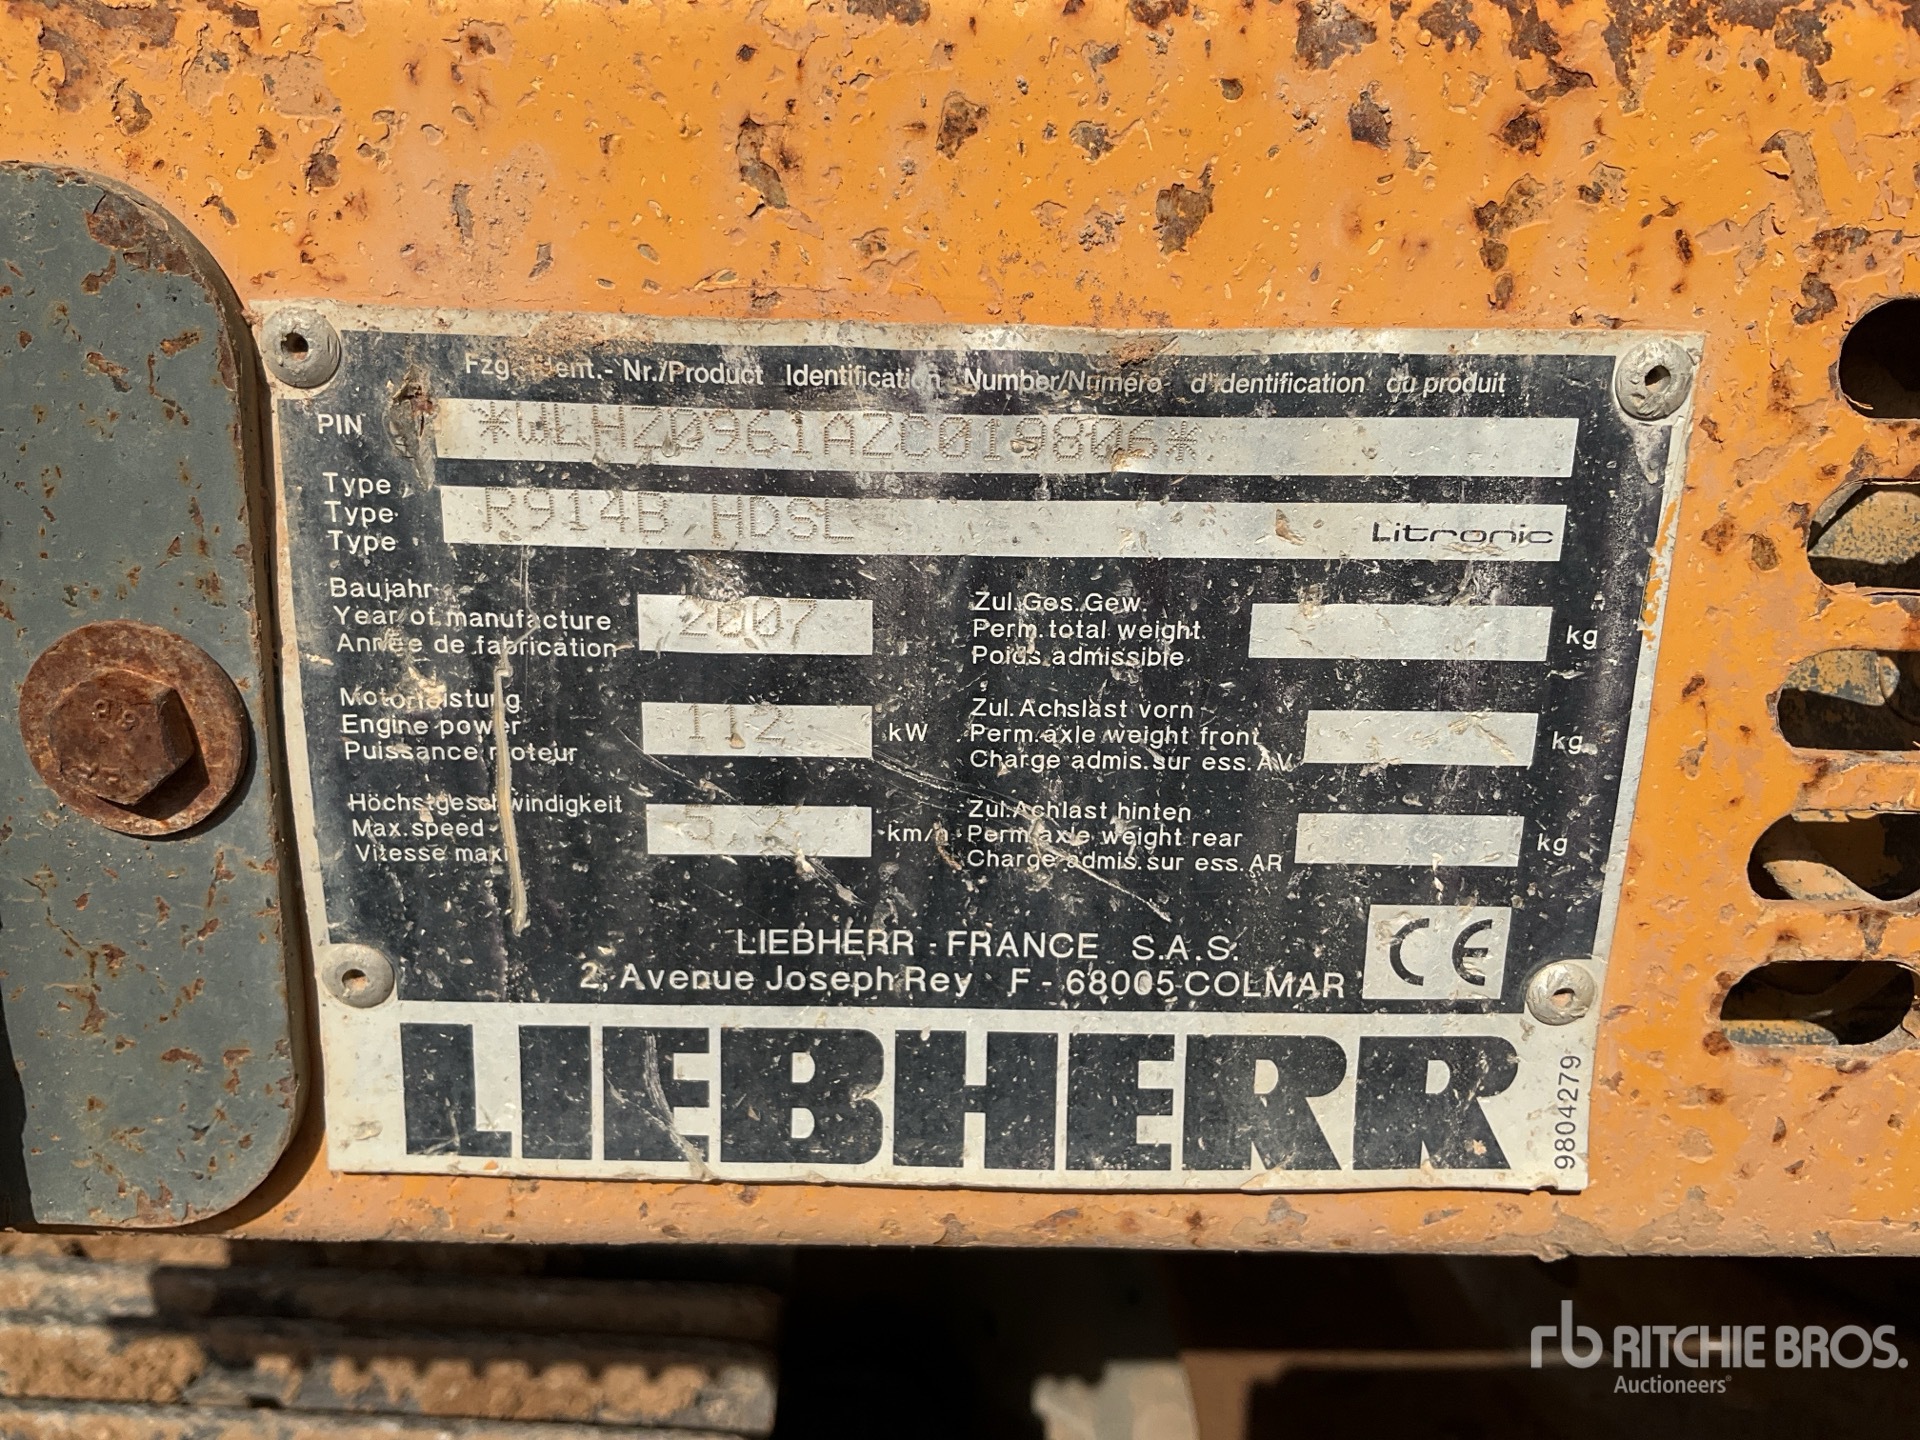 Fzg.-Ident.- Nr./Product Identification Number/Numéro d'identification du produit
PIN *WLHZ0961AZC019806*
Type
Type R914B HDSL Litronic
Type
Baujahr
Year of manufacture 2007
Année de fabrication
Zul.Ges.Gew.
Perm.total weight kg
Poids admissible
Motorleistung
Engine power 112 kW
Puissance moteur
Zul.Achslast vorn
Perm.axle weight front kg
Charge admis.sur ess.AV
Höchstgeschwindigkeit
Max.speed km/h
Vitesse maxi
Zul.Achlast hinten
Perm.axle weight rear kg
Charge admis.sur ess.AR
LIEBHERR - FRANCE S.A.S.
2, Avenue Joseph Rey F - 68005 COLMAR
CE
LIEBHERR
9804279
8.8
rb RITCHIE BROS.
Auctioneers